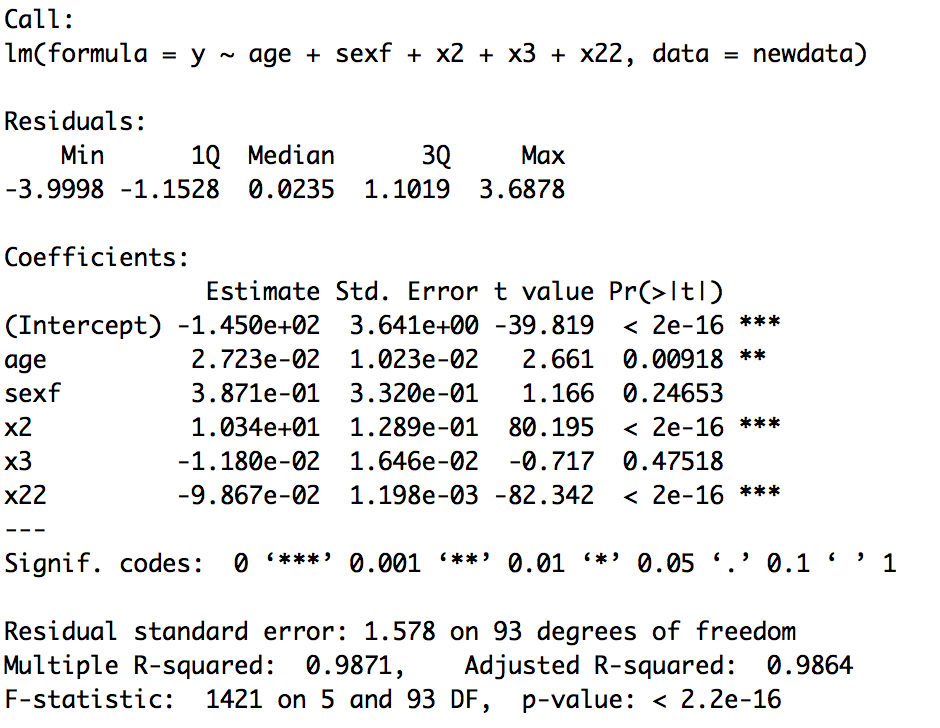 Call:
lm(formula = y ~ age + sexf + x2 + x3 + x22, data = newdata)
Residuals:
    Min      1Q  Median      3Q     Max
-3.9998 -1.1528  0.0235  1.1019  3.6878
Coefficients:
              Estimate Std. Error t value Pr(>|t|)
(Intercept) -1.450e+02  3.641e+00 -39.819  < 2e-16 ***
age          2.723e-02  1.023e-02   2.661  0.00918 **
sexf         3.871e-01  3.320e-01   1.166  0.24653
x2           1.034e+01  1.289e-01  80.195  < 2e-16 ***
x3          -1.180e-02  1.646e-02  -0.717  0.47518
x22         -9.867e-02  1.198e-03 -82.342  < 2e-16 ***
---
Signif. codes:  0 ‘***’ 0.001 ‘**’ 0.01 ‘*’ 0.05 ‘.’ 0.1 ‘ ’ 1
Residual standard error: 1.578 on 93 degrees of freedom
Multiple R-squared:  0.9871,    Adjusted R-squared:  0.9864
F-statistic:  1421 on 5 and 93 DF,  p-value: < 2.2e-16